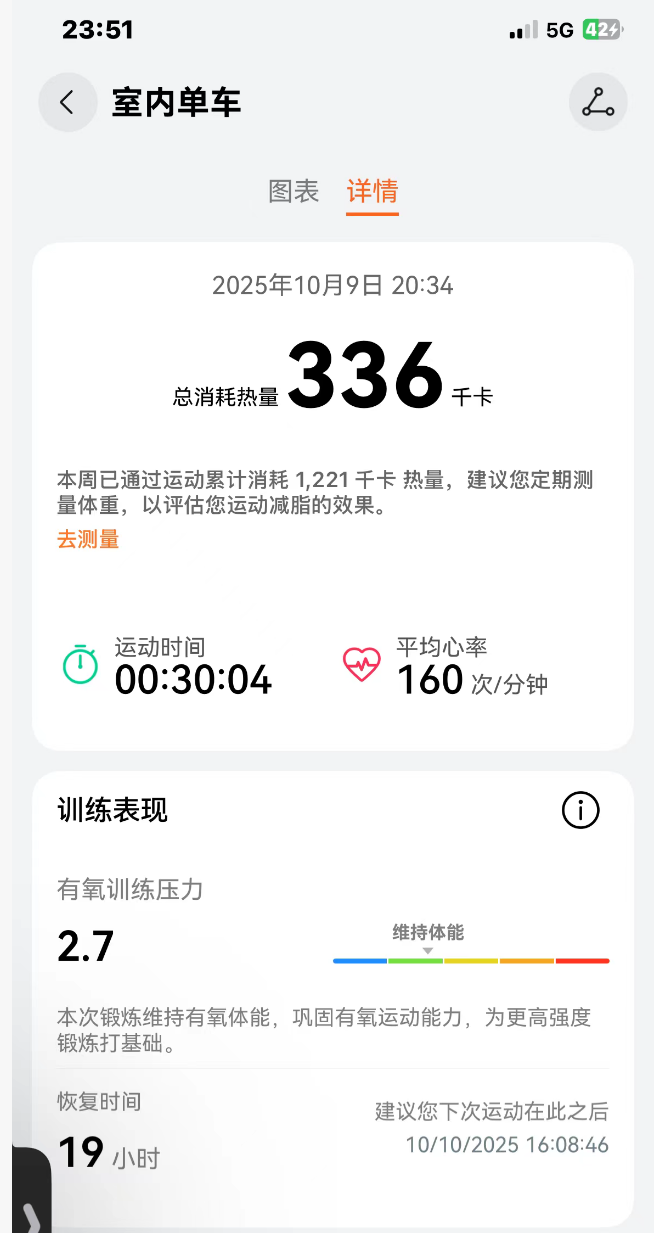 23:51
5G 42
室内单车
图表 详情
2025年10月9日 20:34
总消耗热量 336 千卡
本周已通过运动累计消耗 1,221 千卡 热量，建议您定期测
量体重，以评估您运动减脂的效果。
去测量
运动时间
00:30:04
平均心率
160 次/分钟
训练表现
有氧训练压力
2.7
维持体能
本次锻炼维持有氧体能，巩固有氧运动能力，为更高强度
锻炼打基础。
恢复时间
19 小时
建议您下次运动在此之后
10/10/2025 16:08:46